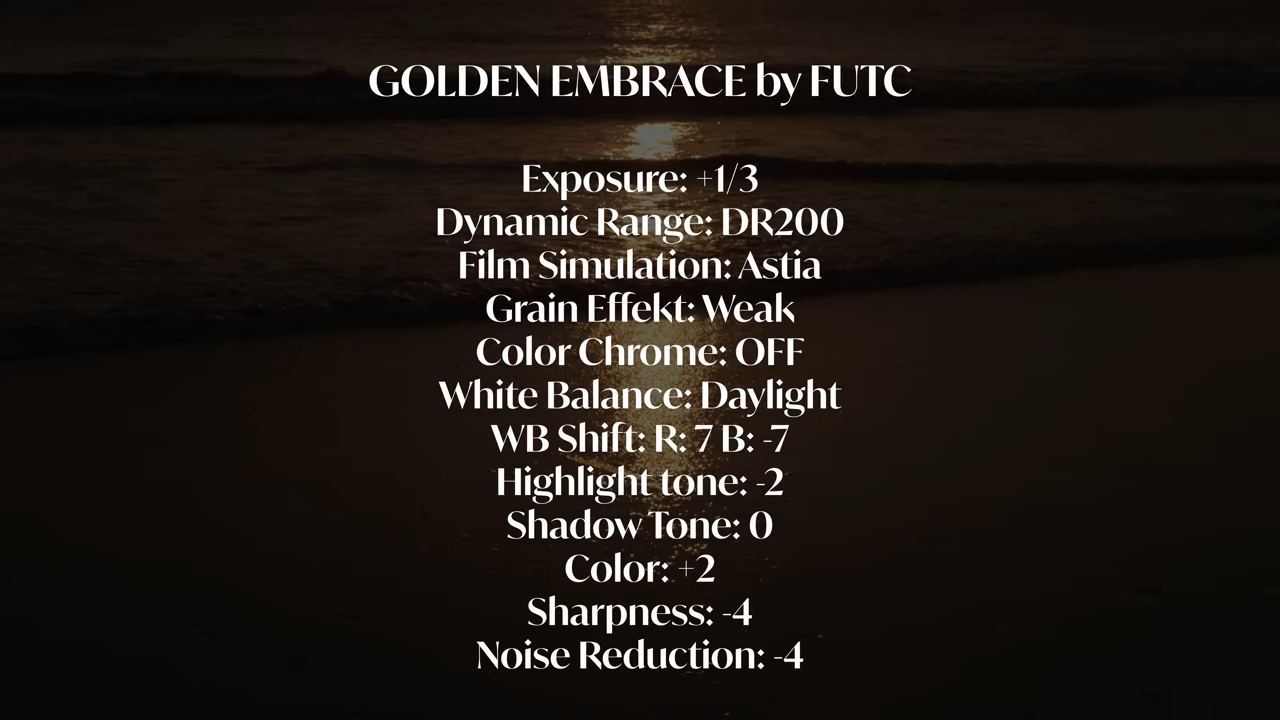 GOLDEN EMBRACE by FUTC
Exposure: +1/3
Dynamic Range: DR200
Film Simulation: Astia
Grain Effekt: Weak
Color Chrome: OFF
White Balance: Daylight
WB Shift: R: 7 B: -7
Highlight tone: -2
Shadow Tone: 0
Color: +2
Sharpness: -4
Noise Reduction: -4